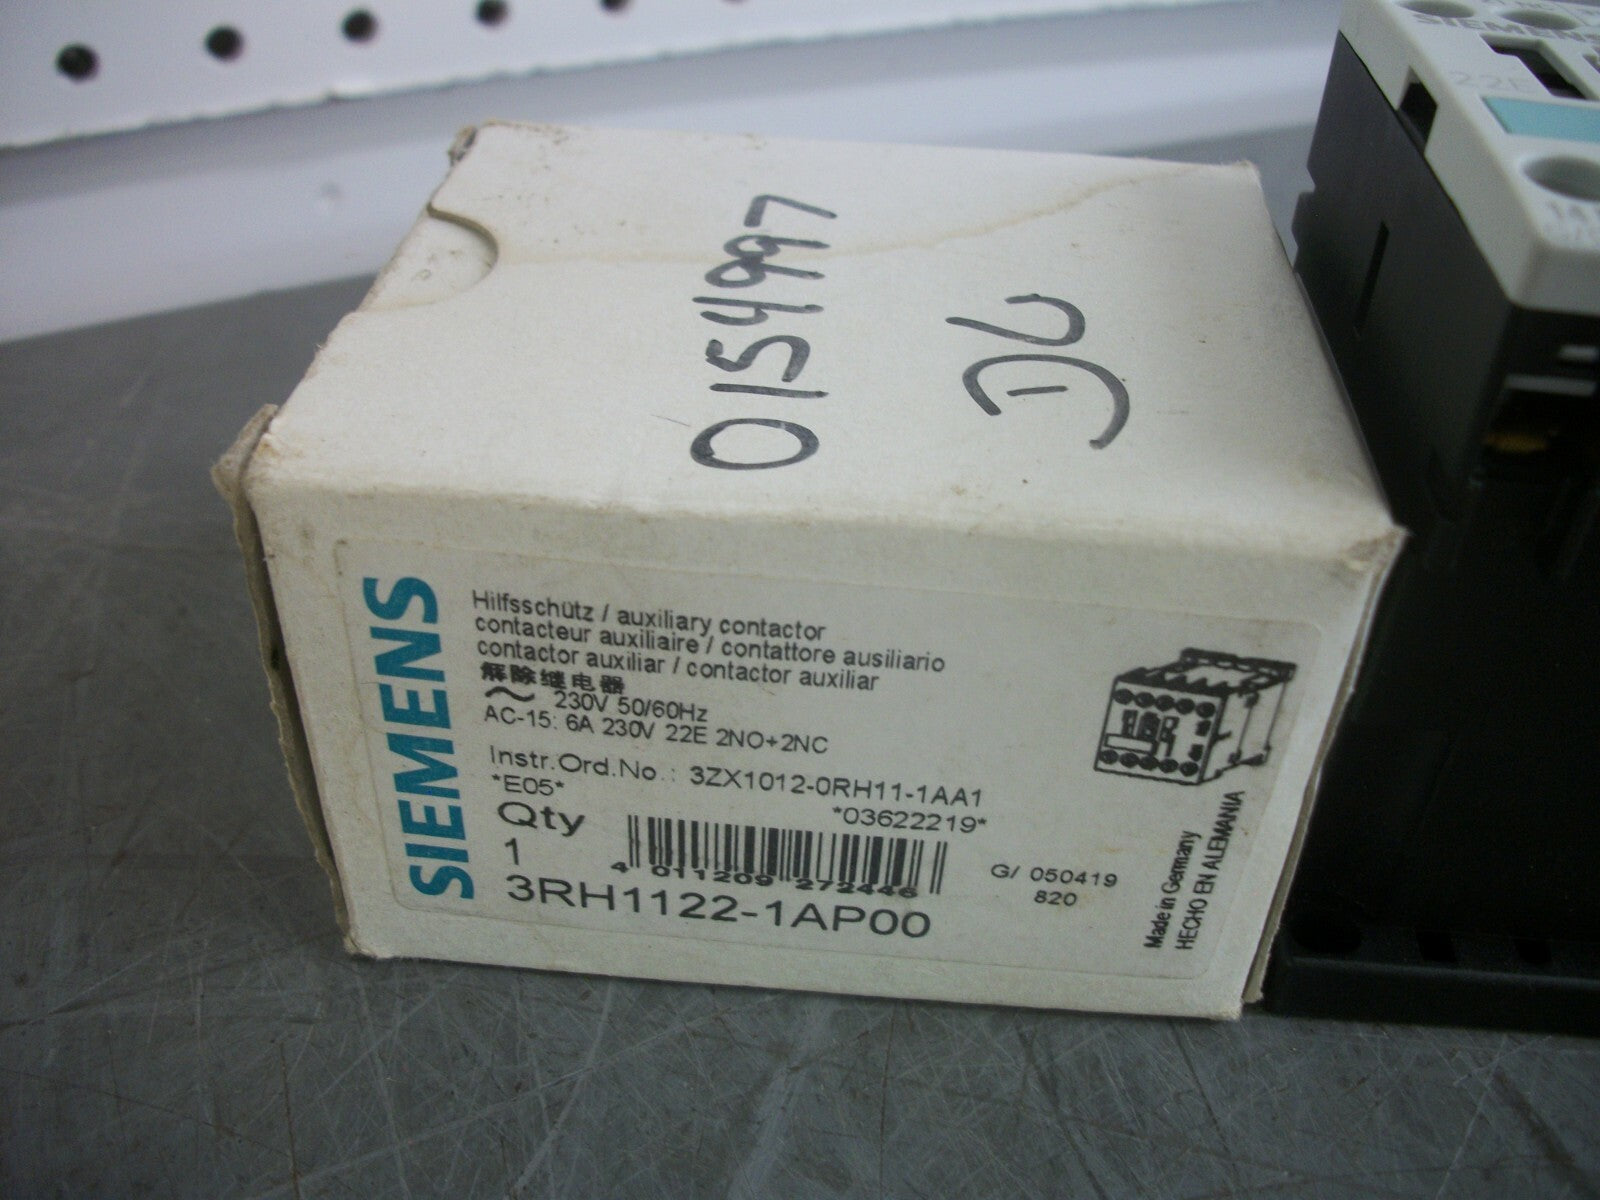 0154997
SIEMENS
Hilfsschütz / auxiliary contactor
contacteur auxiliaire / contattore ausiliario
contactor auxiliar / contactor auxiliar
解除继电器
~ 230V 50/60Hz
AC-15: 6A 230V 22E 2NO+2NC
Instr.Ord.No.: 3ZX1012-0RH11-1AA1
*E05*
*03622219*
Qty
1
4 011209 272446
G/ 050419
820
3RH1122-1AP00
Made in Germany
HECHO EN ALEMANIA
SIEMENS
22E